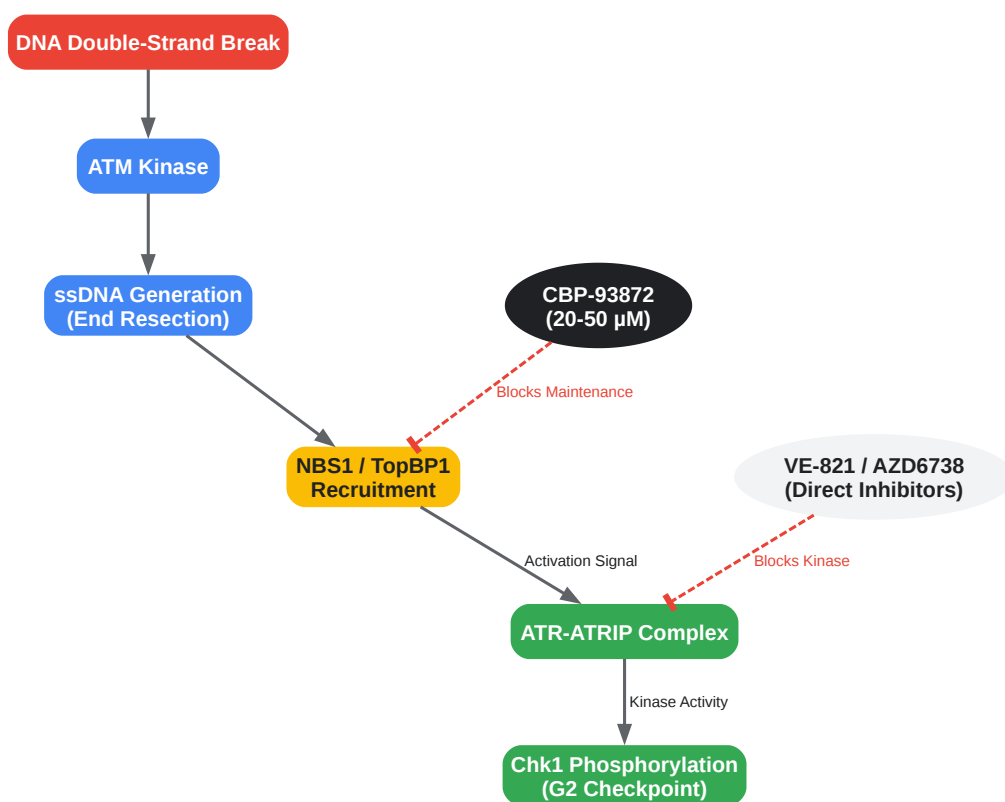 DNA Double-Strand Break
ATM Kinase
ssDNA Generation
(End Resection)
CBP-93872
(20-50 µM)
Blocks Maintenance
NBS1 / TopBP1
Recruitment
VE-821 / AZD6738
(Direct Inhibitors)
Activation Signal
Blocks Kinase
ATR-ATRIP Complex
Kinase Activity
Chk1 Phosphorylation
(G2 Checkpoint)